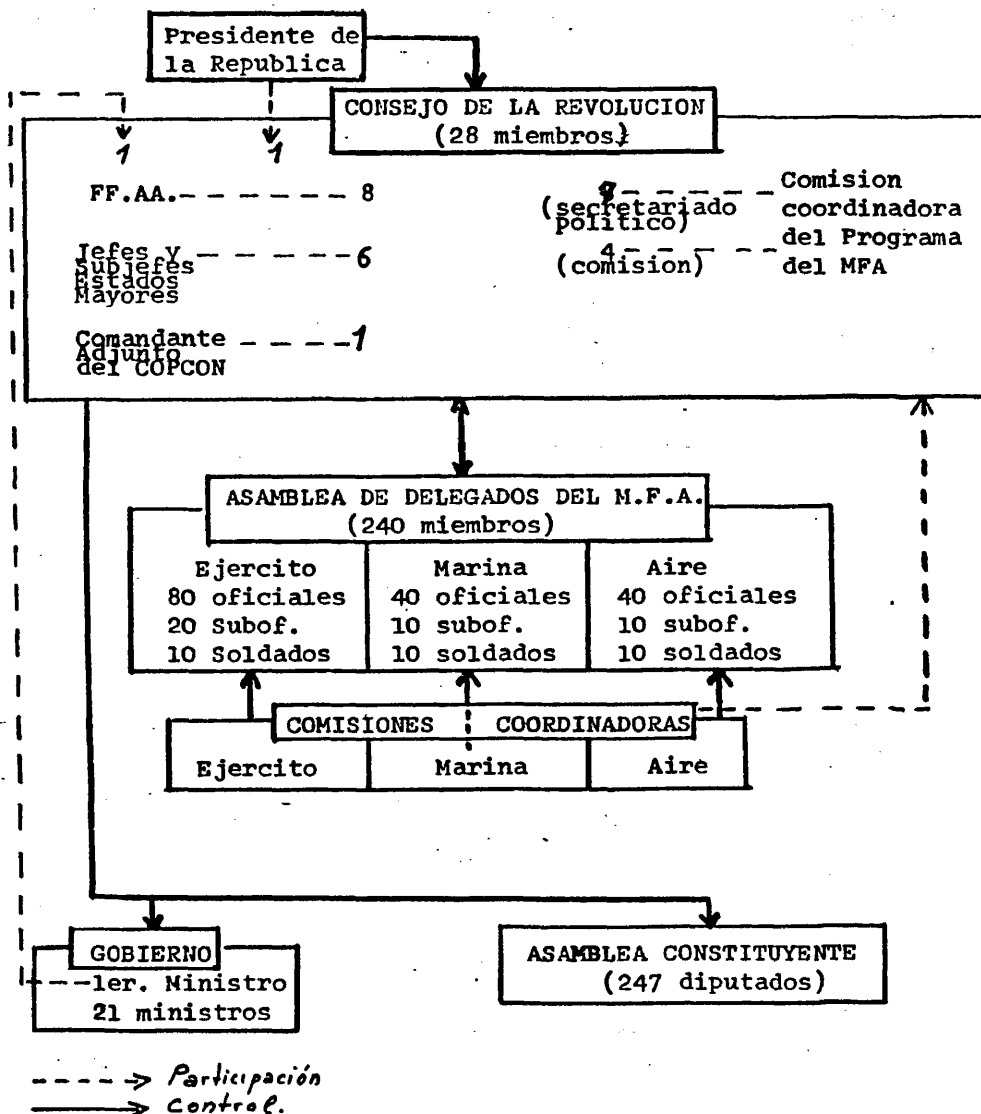 Presidente de
la Republica
CONSEJO DE LA REVOLUCION
(28 miembros}
1 1
FF.AA. 8
Jefes y 6
Subjefes
Estados
Mayores
Comandante 1
Adjunto
del COPCON
(secretariado
politico)
4
(comision)
Comision
coordinadora
del Programa
del MFA
ASAMBLEA DE DELEGADOS DEL M.F.A.
(240 miembros)
Ejercito
80 oficiales
20 Subof.
10 Soldados
Marina
40 oficiales
10 subof.
10 soldados
Aire
40 oficiales
10 subof.
10 soldados
COMISIONES COORDINADORAS
Ejercito Marina Aire
GOBIERNO
1er. Ministro
21 ministros
ASAMBLEA CONSTITUYENTE
(247 diputados)
Participación
Control.